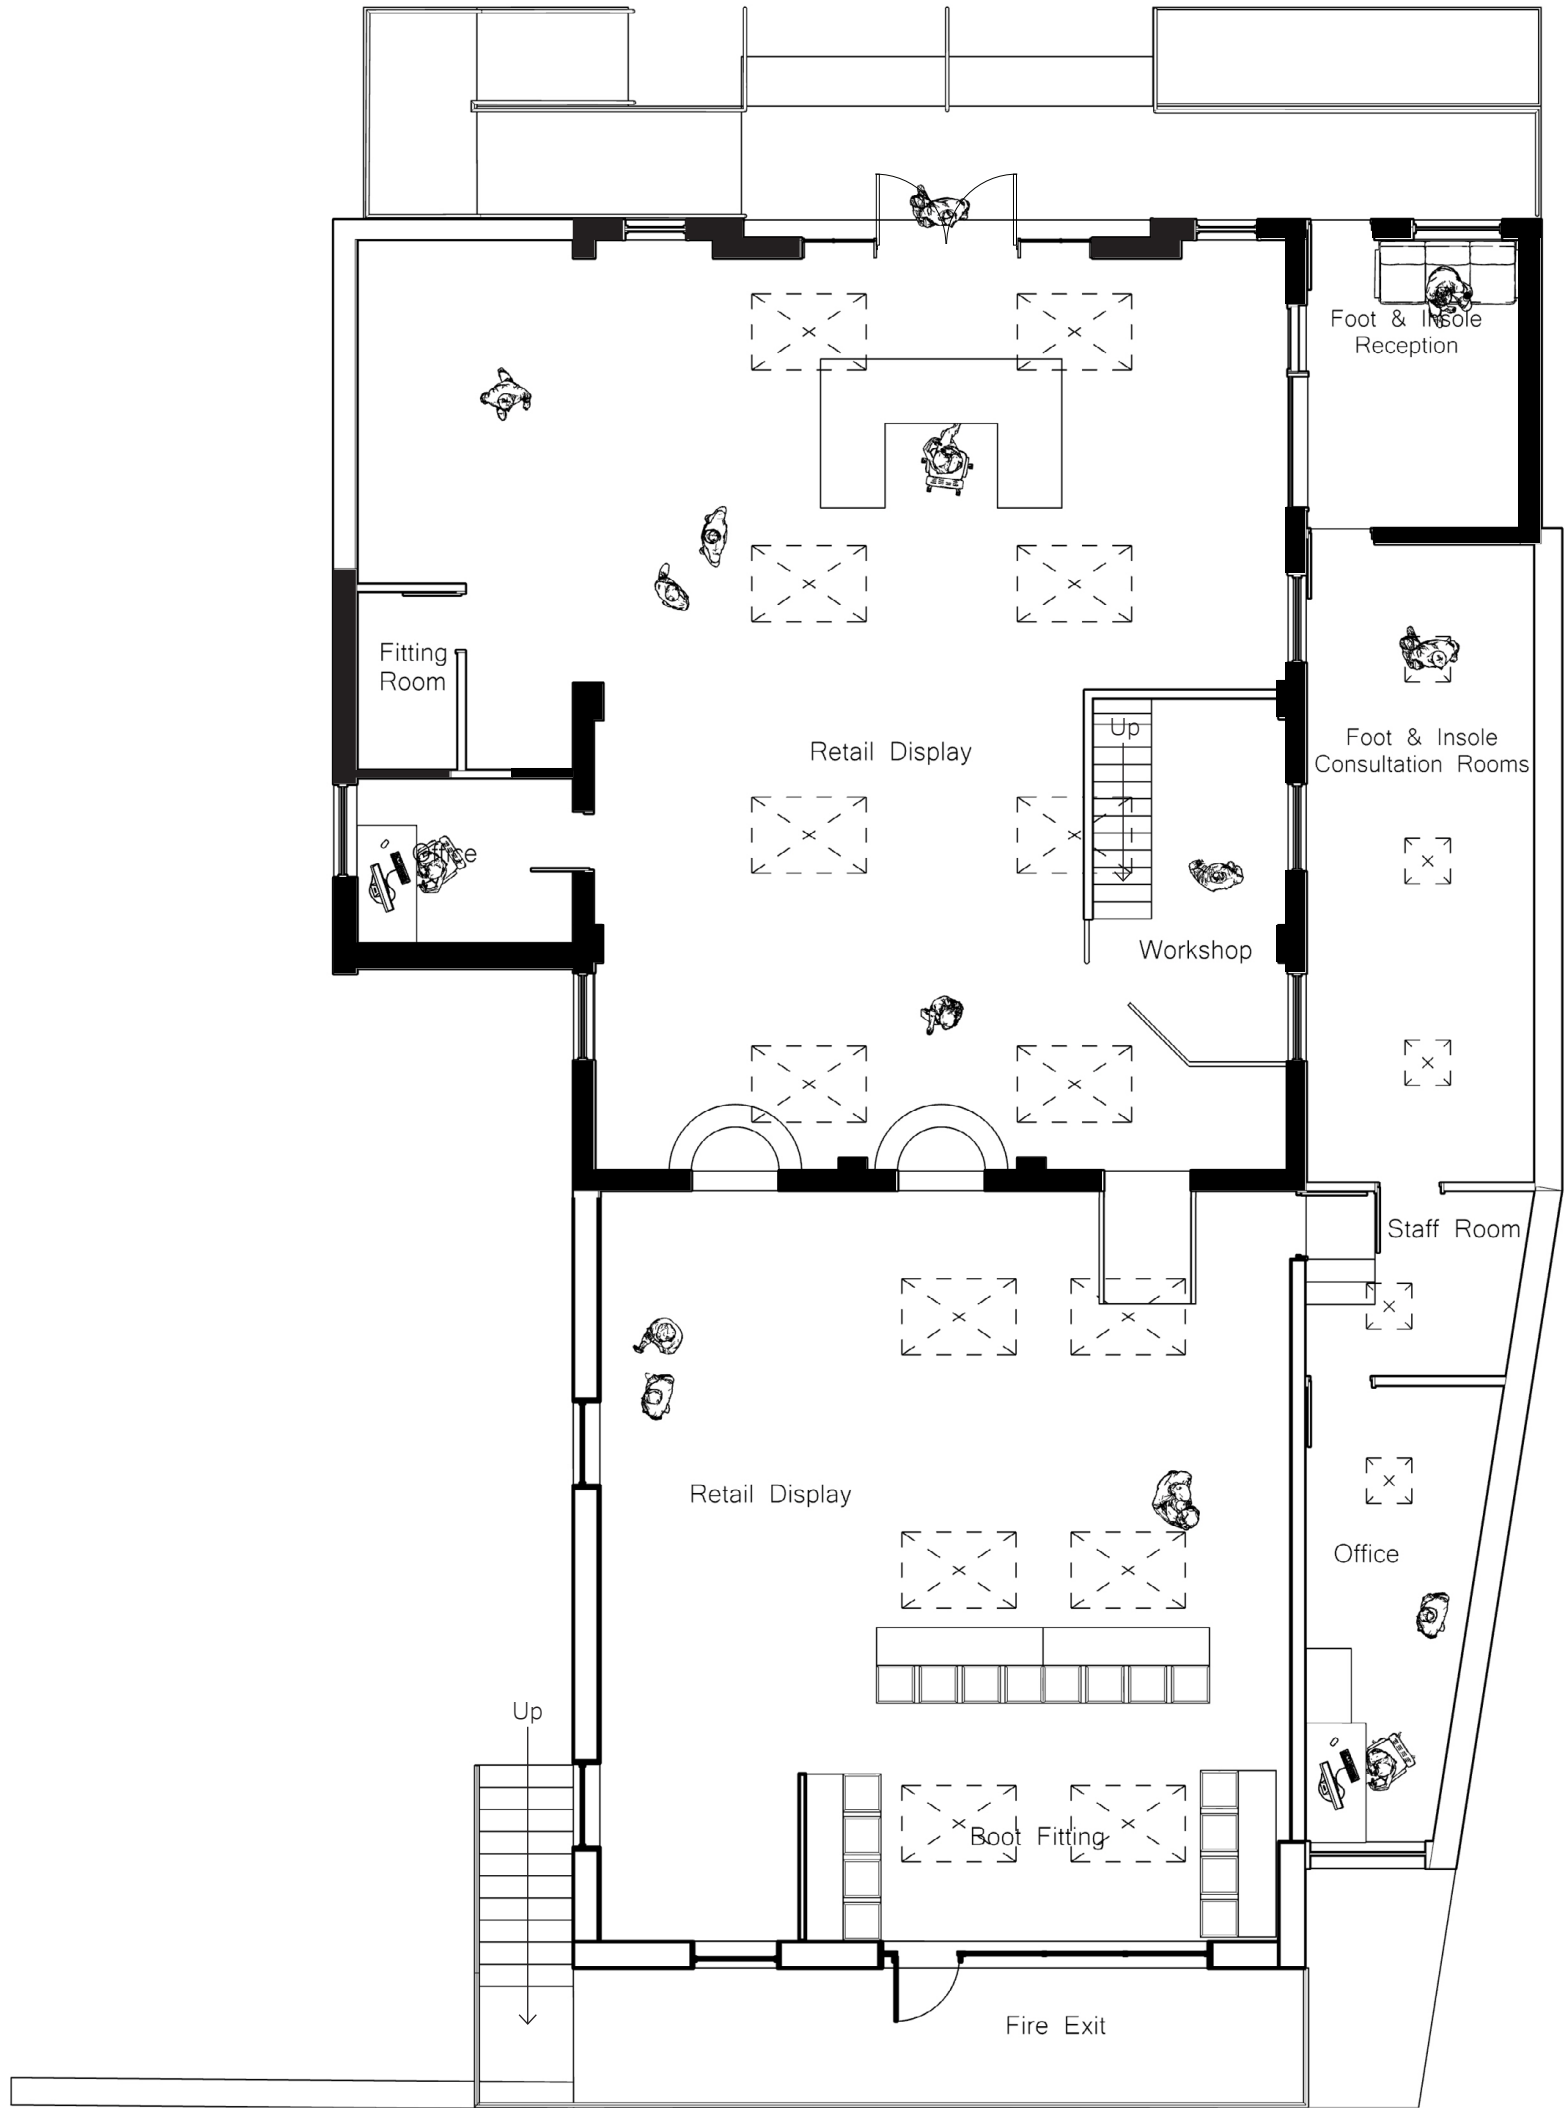 Foot & Insole
Reception
Fitting
Room
Up
Retail Display
Foot & Insole
Consultation Rooms
Office
Workshop
Staff Room
Retail Display
Office
Up
Boot Fitting
Fire Exit